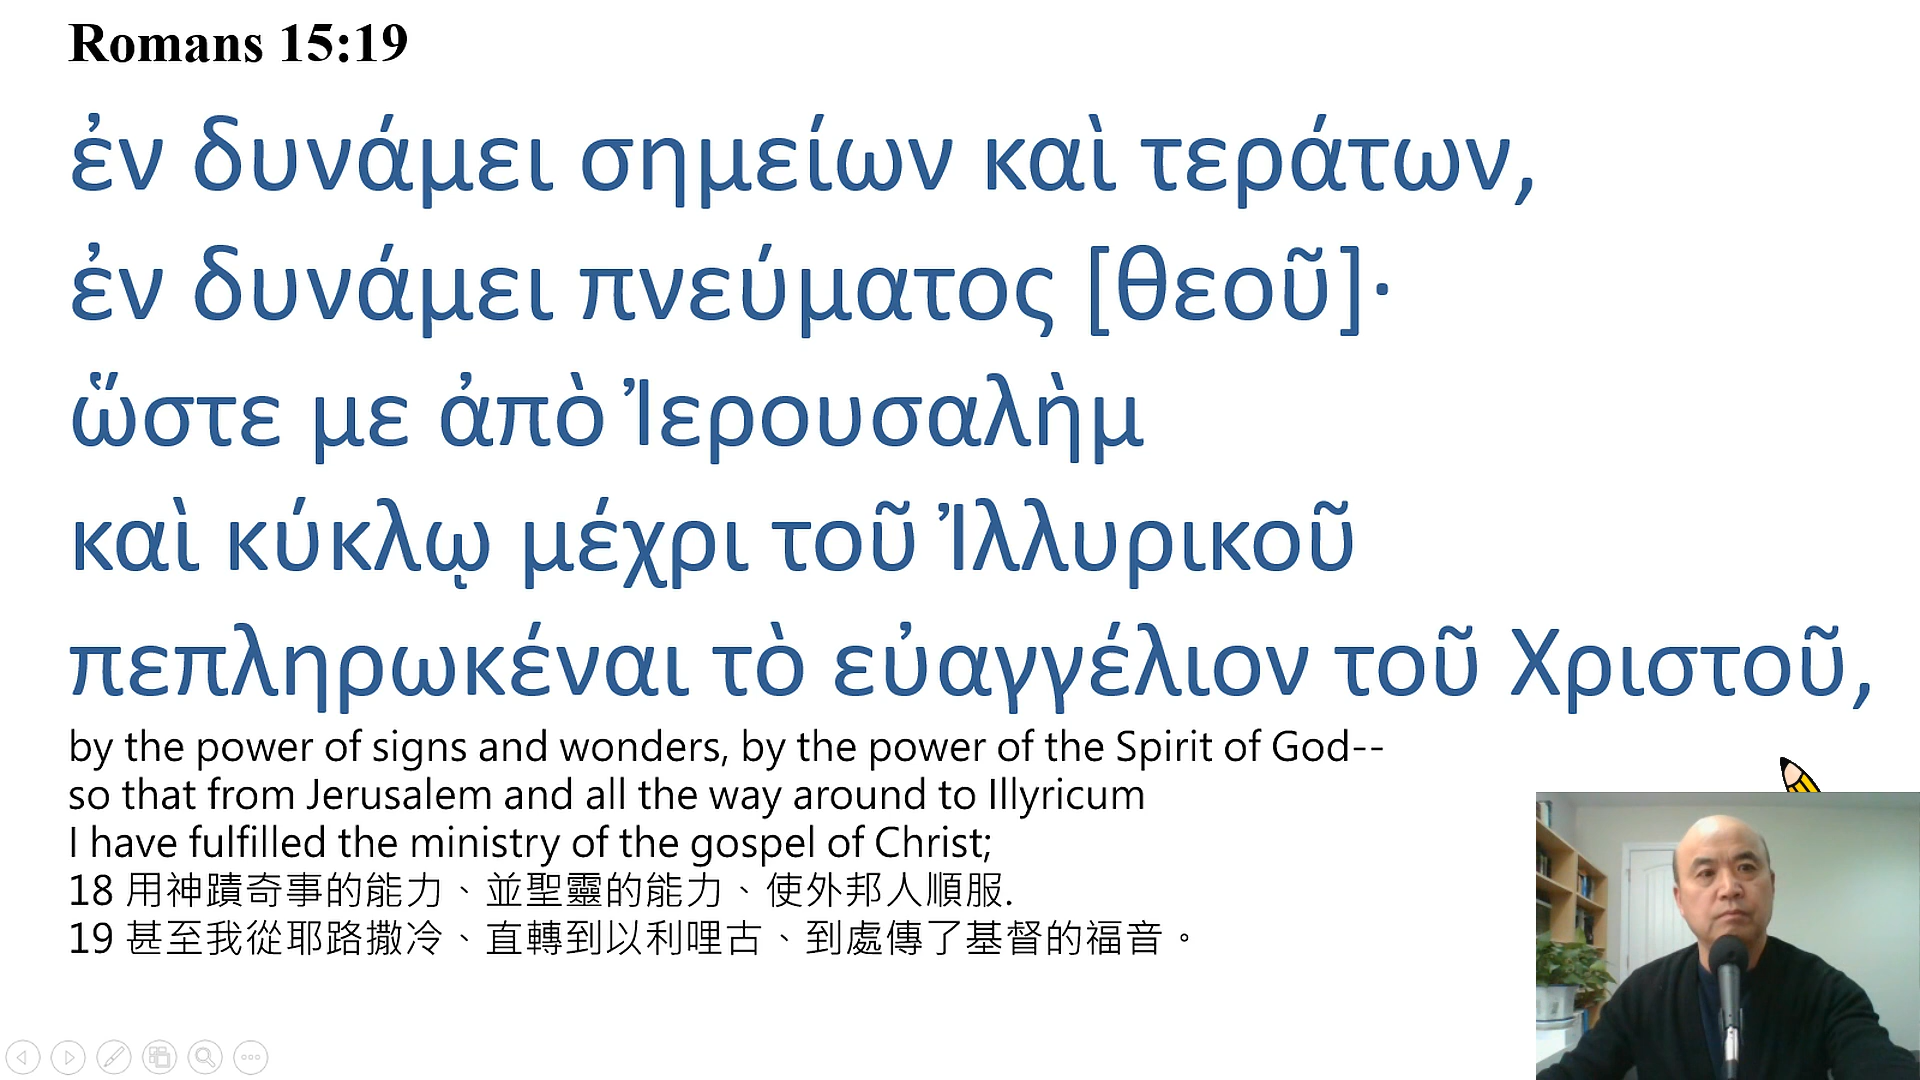 Romans 15:19
ἐν δυνάμει σημείων καὶ τεράτων,
ἐν δυνάμει πνεύματος [θεοῦ]·
ὥστε με ἀπὸ Ἰερουσαλὴμ
καὶ κύκλῳ μέχρι τοῦ Ἰλλυρικοῦ
πεπληρωκέναι τὸ εὐαγγέλιον τοῦ Χριστοῦ,
by the power of signs and wonders, by the power of the Spirit of God--
so that from Jerusalem and all the way around to Illyricum
I have fulfilled the ministry of the gospel of Christ;
18 用神蹟奇事的能力、並聖靈的能力、使外邦人順服.
19 甚至我從耶路撒冷、直轉到以利哩古、到處傳了基督的福音。